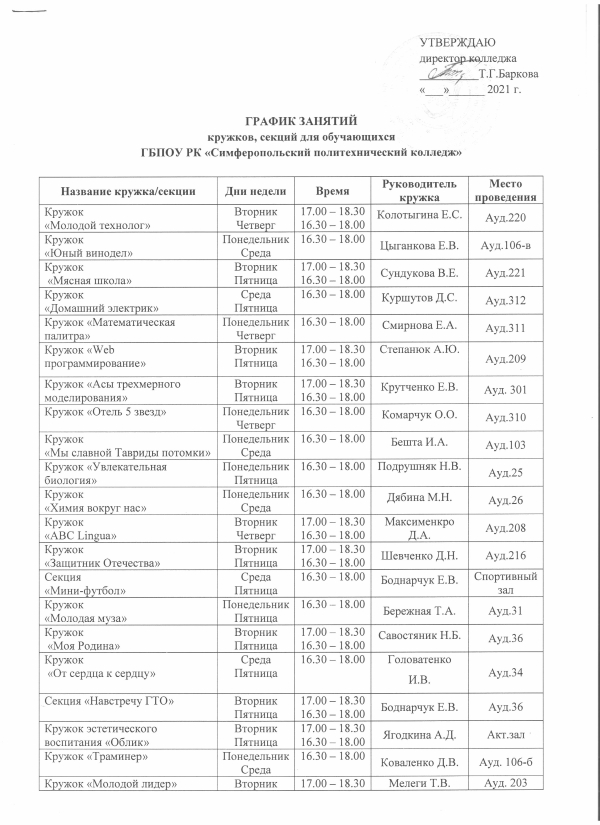 УТВЕРЖДАЮ
директор колледжа
____________Т.Г.Баркова
«___»______ 2021 г.
ГРАФИК ЗАНЯТИЙ
кружков, секций для обучающихся
ГБПОУ РК «Симферопольский политехнический колледж»
Название кружка/секции Дни недели Время Руководитель кружка Место проведения
Кружок Вторник 17.00 – 18.30 Колотыгина Е.С. Ауд.220
«Молодой технолог» Четверг 16.30 – 18.00
Кружок Понедельник 16.30 – 18.00 Цыганкова Е.В. Ауд.106-в
«Юный винодел» Среда
Кружок Вторник 17.00 – 18.30 Сундукова В.Е. Ауд.221
«Мясная школа» Пятница 16.30 – 18.00
Кружок Среда 16.30 – 18.00 Куршутов Д.С. Ауд.312
«Домашний электрик» Пятница
Кружок «Математическая Понедельник 16.30 – 18.00 Смирнова Е.А. Ауд.311
палитра» Четверг
Кружок «Web Вторник 17.00 – 18.30 Степанюк А.Ю. Ауд.209
программирование» Пятница 16.30 – 18.00
Кружок «Асы трехмерного Вторник 17.00 – 18.30 Крутченко Е.В. Ауд. 301
моделирования» Пятница 16.30 – 18.00
Кружок «Отель 5 звезд» Понедельник 16.30 – 18.00 Комарчук О.О. Ауд.310
Четверг
Кружок Понедельник 16.30 – 18.00 Бешта И.А. Ауд.103
«Мы славной Тавриды потомки» Среда
Кружок «Увлекательная Понедельник 16.30 – 18.00 Подрушняк Н.В. Ауд.25
биология» Пятница
Кружок Понедельник 16.30 – 18.00 Дябина М.Н. Ауд.26
«Химия вокруг нас» Среда
Кружок Вторник 17.00 – 18.30 Максименкро Ауд.208
«ABC Lingua» Четверг 16.30 – 18.00 Д.А.
Кружок Вторник 17.00 – 18.30 Шевченко Д.Н. Ауд.216
«Защитник Отечества» Пятница 16.30 – 18.00
Секция Среда 16.30 – 18.00 Боднарчук Е.В. Спортивный
«Мини-футбол» Пятница зал
Кружок Понедельник 16.30 – 18.00 Бережная Т.А. Ауд.31
«Молодая муза» Пятница
Кружок Вторник 17.00 – 18.30 Савостяник Н.Б. Ауд.36
«Моя Родина» Пятница 16.30 – 18.00
Кружок Среда 16.30 – 18.00 Головатенко Ауд.34
«От сердца к сердцу» Пятница И.В.
Секция «Навстречу ГТО» Вторник 17.00 – 18.30 Боднарчук Е.В. Ауд.36
Пятница 16.30 – 18.00
Кружок эстетического Вторник 17.00 – 18.30 Ягодкина А.Д. Акт.зал
воспитания «Облик» Пятница 16.30 – 18.00
Кружок «Траминер» Понедельник 16.30 – 18.00 Коваленко Д.В. Ауд. 106-б
Среда
Кружок «Молодой лидер» Вторник 17.00 – 18.30 Мелеги Т.В. Ауд. 203